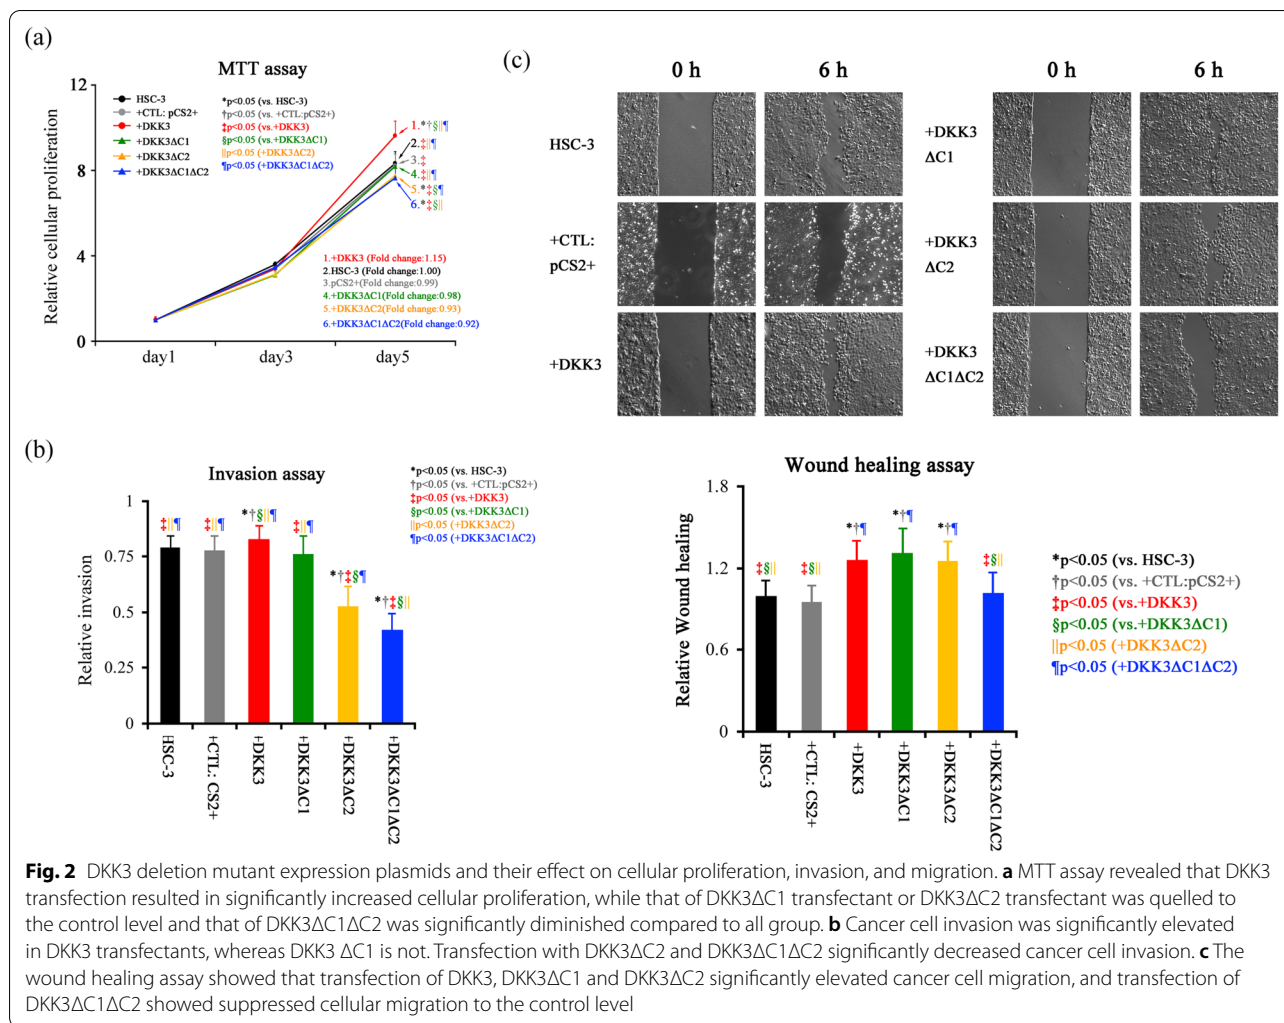 (a)
MTT assay
Relative cellular proliferation
12
8
4
0
day1 day3 day5
HSC-3
+CTL: pCS2+
+DKK3
+DKK3ΔC1
+DKK3ΔC2
+DKK3ΔC1ΔC2
*p<0.05 (vs. HSC-3)
†p<0.05 (vs. +CTL:pCS2+)
‡p<0.05 (vs.+DKK3)
§p<0.05 (vs.+DKK3ΔC1)
||p<0.05 (+DKK3ΔC2)
¶p<0.05 (+DKK3ΔC1ΔC2)
1.*†§||¶
2.‡||¶
3.‡
4.‡||¶
5.*‡§¶
6.*‡§||
1.+DKK3 (Fold change:1.15)
2.HSC-3 (Fold change:1.00)
3.pCS2+(Fold change:0.99)
4.+DKK3ΔC1(Fold change:0.98)
5.+DKK3ΔC2(Fold change:0.93)
6.+DKK3ΔC1ΔC2(Fold change:0.92)
(c)
0 h 6 h 0 h 6 h
HSC-3
+CTL:
pCS2+
+DKK3
+DKK3
ΔC1
+DKK3
ΔC2
+DKK3
ΔC1ΔC2
(b)
Invasion assay
Relative invasion
1
0.75
0.5
0.25
0
‡||¶ ‡||¶ *†§||¶ ‡||¶ *†‡§¶ *†‡§||
HSC-3
+CTL: CS2+
+DKK3
+DKK3ΔC1
+DKK3ΔC2
+DKK3ΔC1ΔC2
*p<0.05 (vs. HSC-3)
†p<0.05 (vs. +CTL:pCS2+)
‡p<0.05 (vs.+DKK3)
§p<0.05 (vs.+DKK3ΔC1)
||p<0.05 (+DKK3ΔC2)
¶p<0.05 (+DKK3ΔC1ΔC2)
Wound healing assay
Relative Wound healing
1.8
1.2
0.6
0
‡§|| ‡§|| *†¶ *†¶ *†¶ ‡§||
HSC-3
+CTL: CS2+
+DKK3
+DKK3ΔC1
+DKK3ΔC2
+DKK3ΔC1ΔC2
*p<0.05 (vs. HSC-3)
†p<0.05 (vs. +CTL:pCS2+)
‡p<0.05 (vs.+DKK3)
§p<0.05 (vs.+DKK3ΔC1)
||p<0.05 (+DKK3ΔC2)
¶p<0.05 (+DKK3ΔC1ΔC2)
Fig. 2 DKK3 deletion mutant expression plasmids and their effect on cellular proliferation, invasion, and migration. a MTT assay revealed that DKK3
transfection resulted in significantly increased cellular proliferation, while that of DKK3ΔC1 transfectant or DKK3ΔC2 transfectant was quelled to
the control level and that of DKK3ΔC1ΔC2 was significantly diminished compared to all group. b Cancer cell invasion was significantly elevated
in DKK3 transfectants, whereas DKK3 ΔC1 is not. Transfection with DKK3ΔC2 and DKK3ΔC1ΔC2 significantly decreased cancer cell invasion. c The
wound healing assay showed that transfection of DKK3, DKK3ΔC1 and DKK3ΔC2 significantly elevated cancer cell migration, and transfection of
DKK3ΔC1ΔC2 showed suppressed cellular migration to the control level